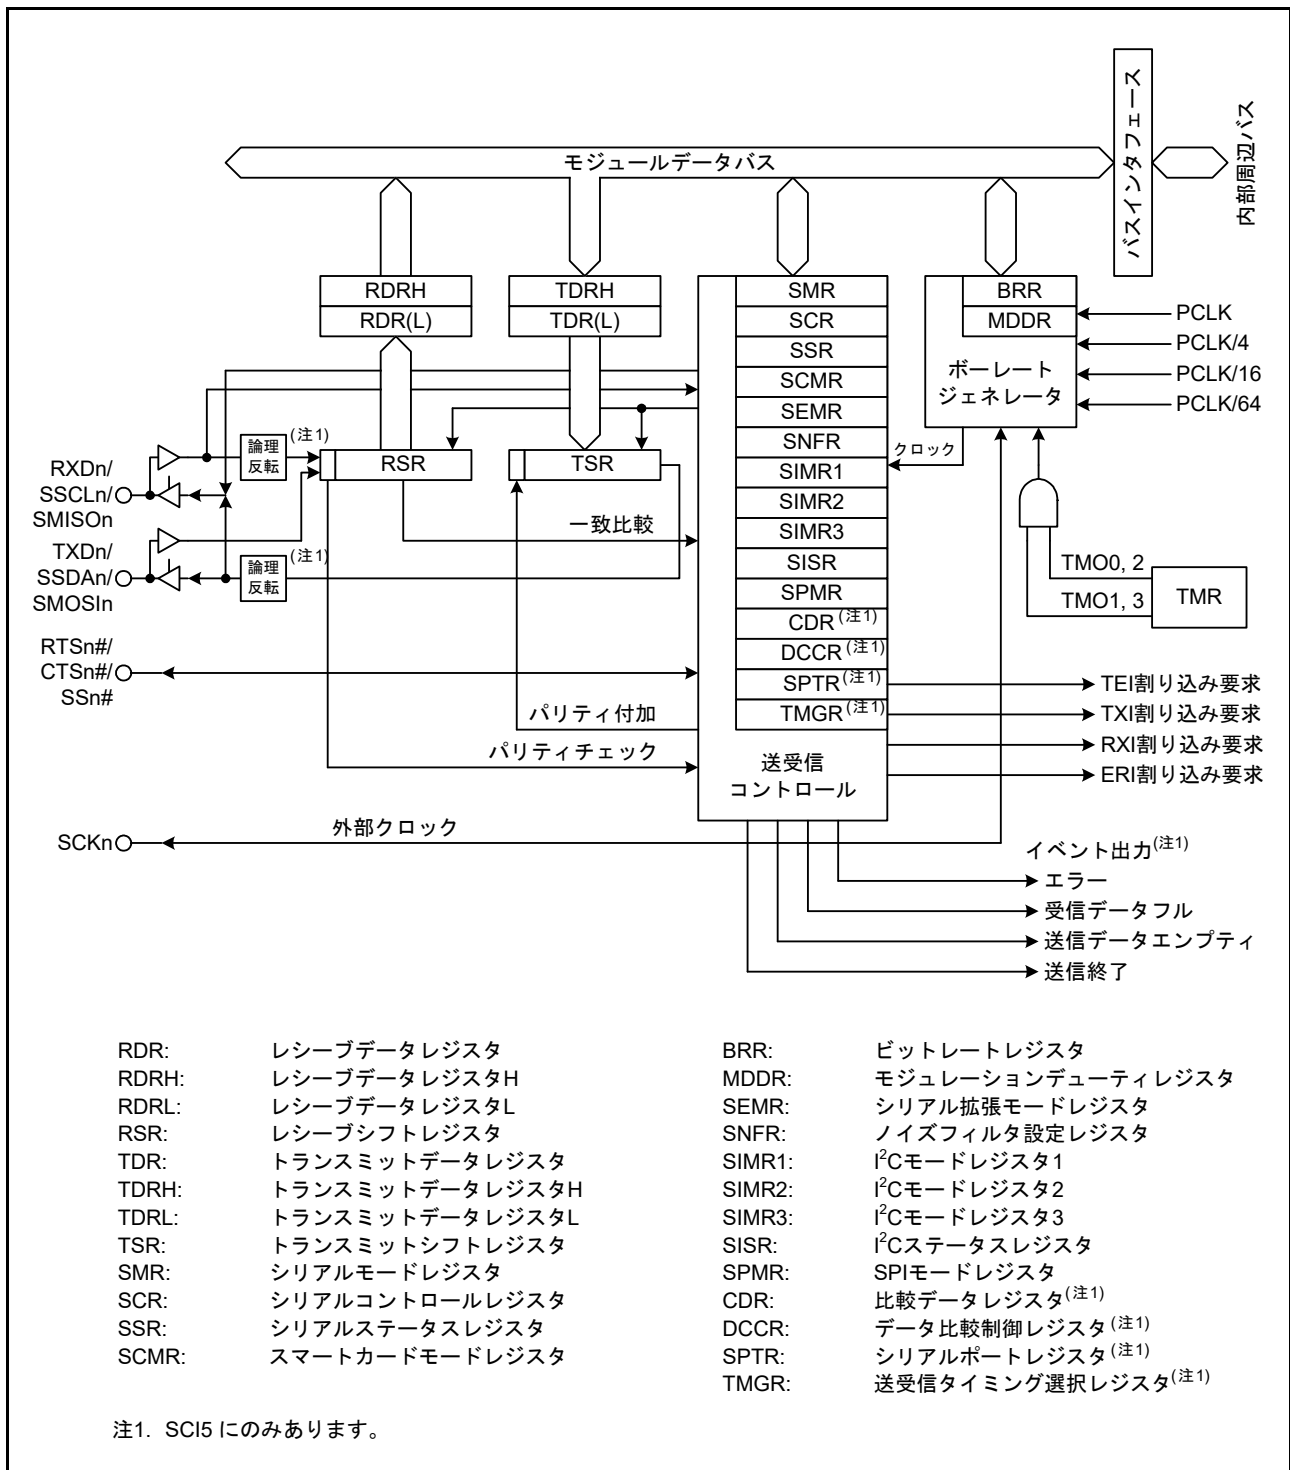 モジュールデータバス
バスインタフェース
内部周辺バス
RDRH
RDR(L)
TDRH
TDR(L)
SMR
SCR
SSR
SCMR
SEMR
SNFR
SIMR1
SIMR2
SIMR3
SISR
SPMR
CDR(注1)
DCCR(注1)
SPTR(注1)
TMGR(注1)
送受信
コントロール
BRR
MDDR
ボーレート
ジェネレータ
PCLK
PCLK/4
PCLK/16
PCLK/64
クロック
RXDn/
SSCLn/
SMISOn
論理
反転
(注1)
RSR
TSR
一致比較
TXDn/
SSDAn/
SMOSIn
論理
反転
(注1)
TMO0, 2
TMO1, 3
TMR
RTSn#/
CTSn#/
SSn#
パリティ付加
パリティチェック
TEI割り込み要求
TXI割り込み要求
RXI割り込み要求
ERI割り込み要求
SCKn
外部クロック
イベント出力(注1)
エラー
受信データフル
送信データエンプティ
送信終了
RDR: レシーブデータレジスタ
RDRH: レシーブデータレジスタH
RDRL: レシーブデータレジスタL
RSR: レシーブシフトレジスタ
TDR: トランスミットデータレジスタ
TDRH: トランスミットデータレジスタH
TDRL: トランスミットデータレジスタL
TSR: トランスミットシフトレジスタ
SMR: シリアルモードレジスタ
SCR: シリアルコントロールレジスタ
SSR: シリアルステータスレジスタ
SCMR: スマートカードモードレジスタ
BRR: ビットレートレジスタ
MDDR: モジュレーションデューティレジスタ
SEMR: シリアル拡張モードレジスタ
SNFR: ノイズフィルタ設定レジスタ
SIMR1: I²Cモードレジスタ1
SIMR2: I²Cモードレジスタ2
SIMR3: I²Cモードレジスタ3
SISR: I²Cステータスレジスタ
SPMR: SPIモードレジスタ
CDR: 比較データレジスタ(注1)
DCCR: データ比較制御レジスタ(注1)
SPTR: シリアルポートレジスタ(注1)
TMGR: 送受信タイミング選択レジスタ(注1)
注1. SCI5 にのみあります。